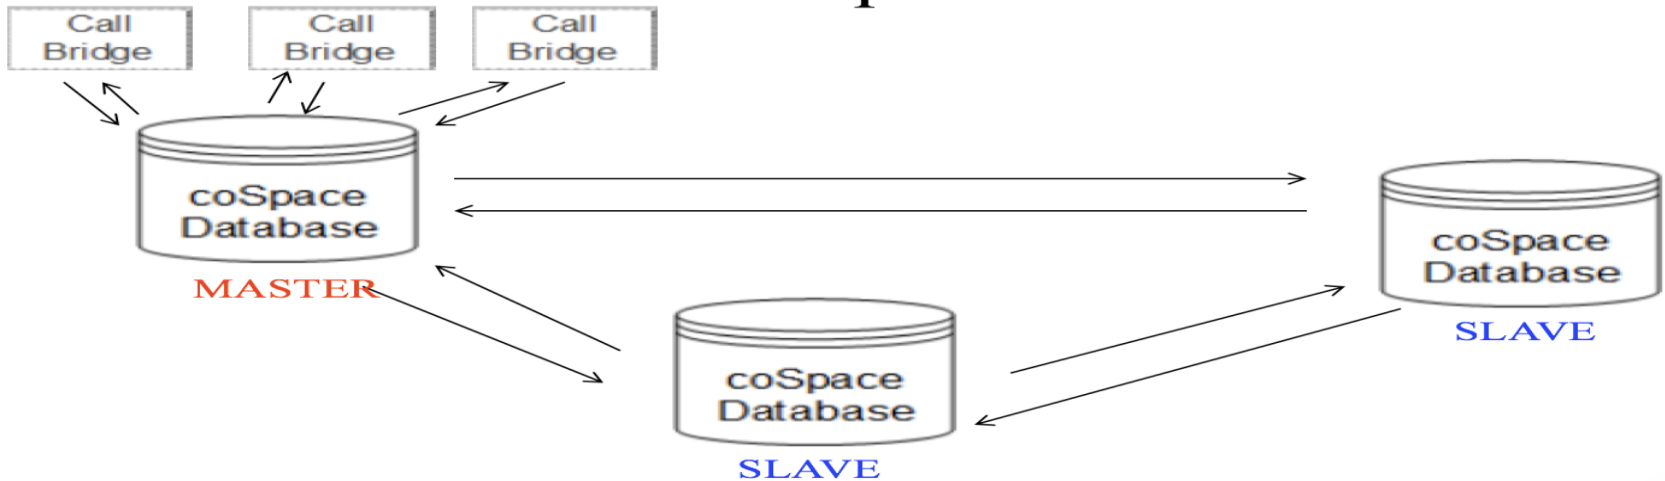 Call
Bridge
Call
Bridge
Call
Bridge
coSpace
Database
MASTER
coSpace
Database
SLAVE
coSpace
Database
SLAVE